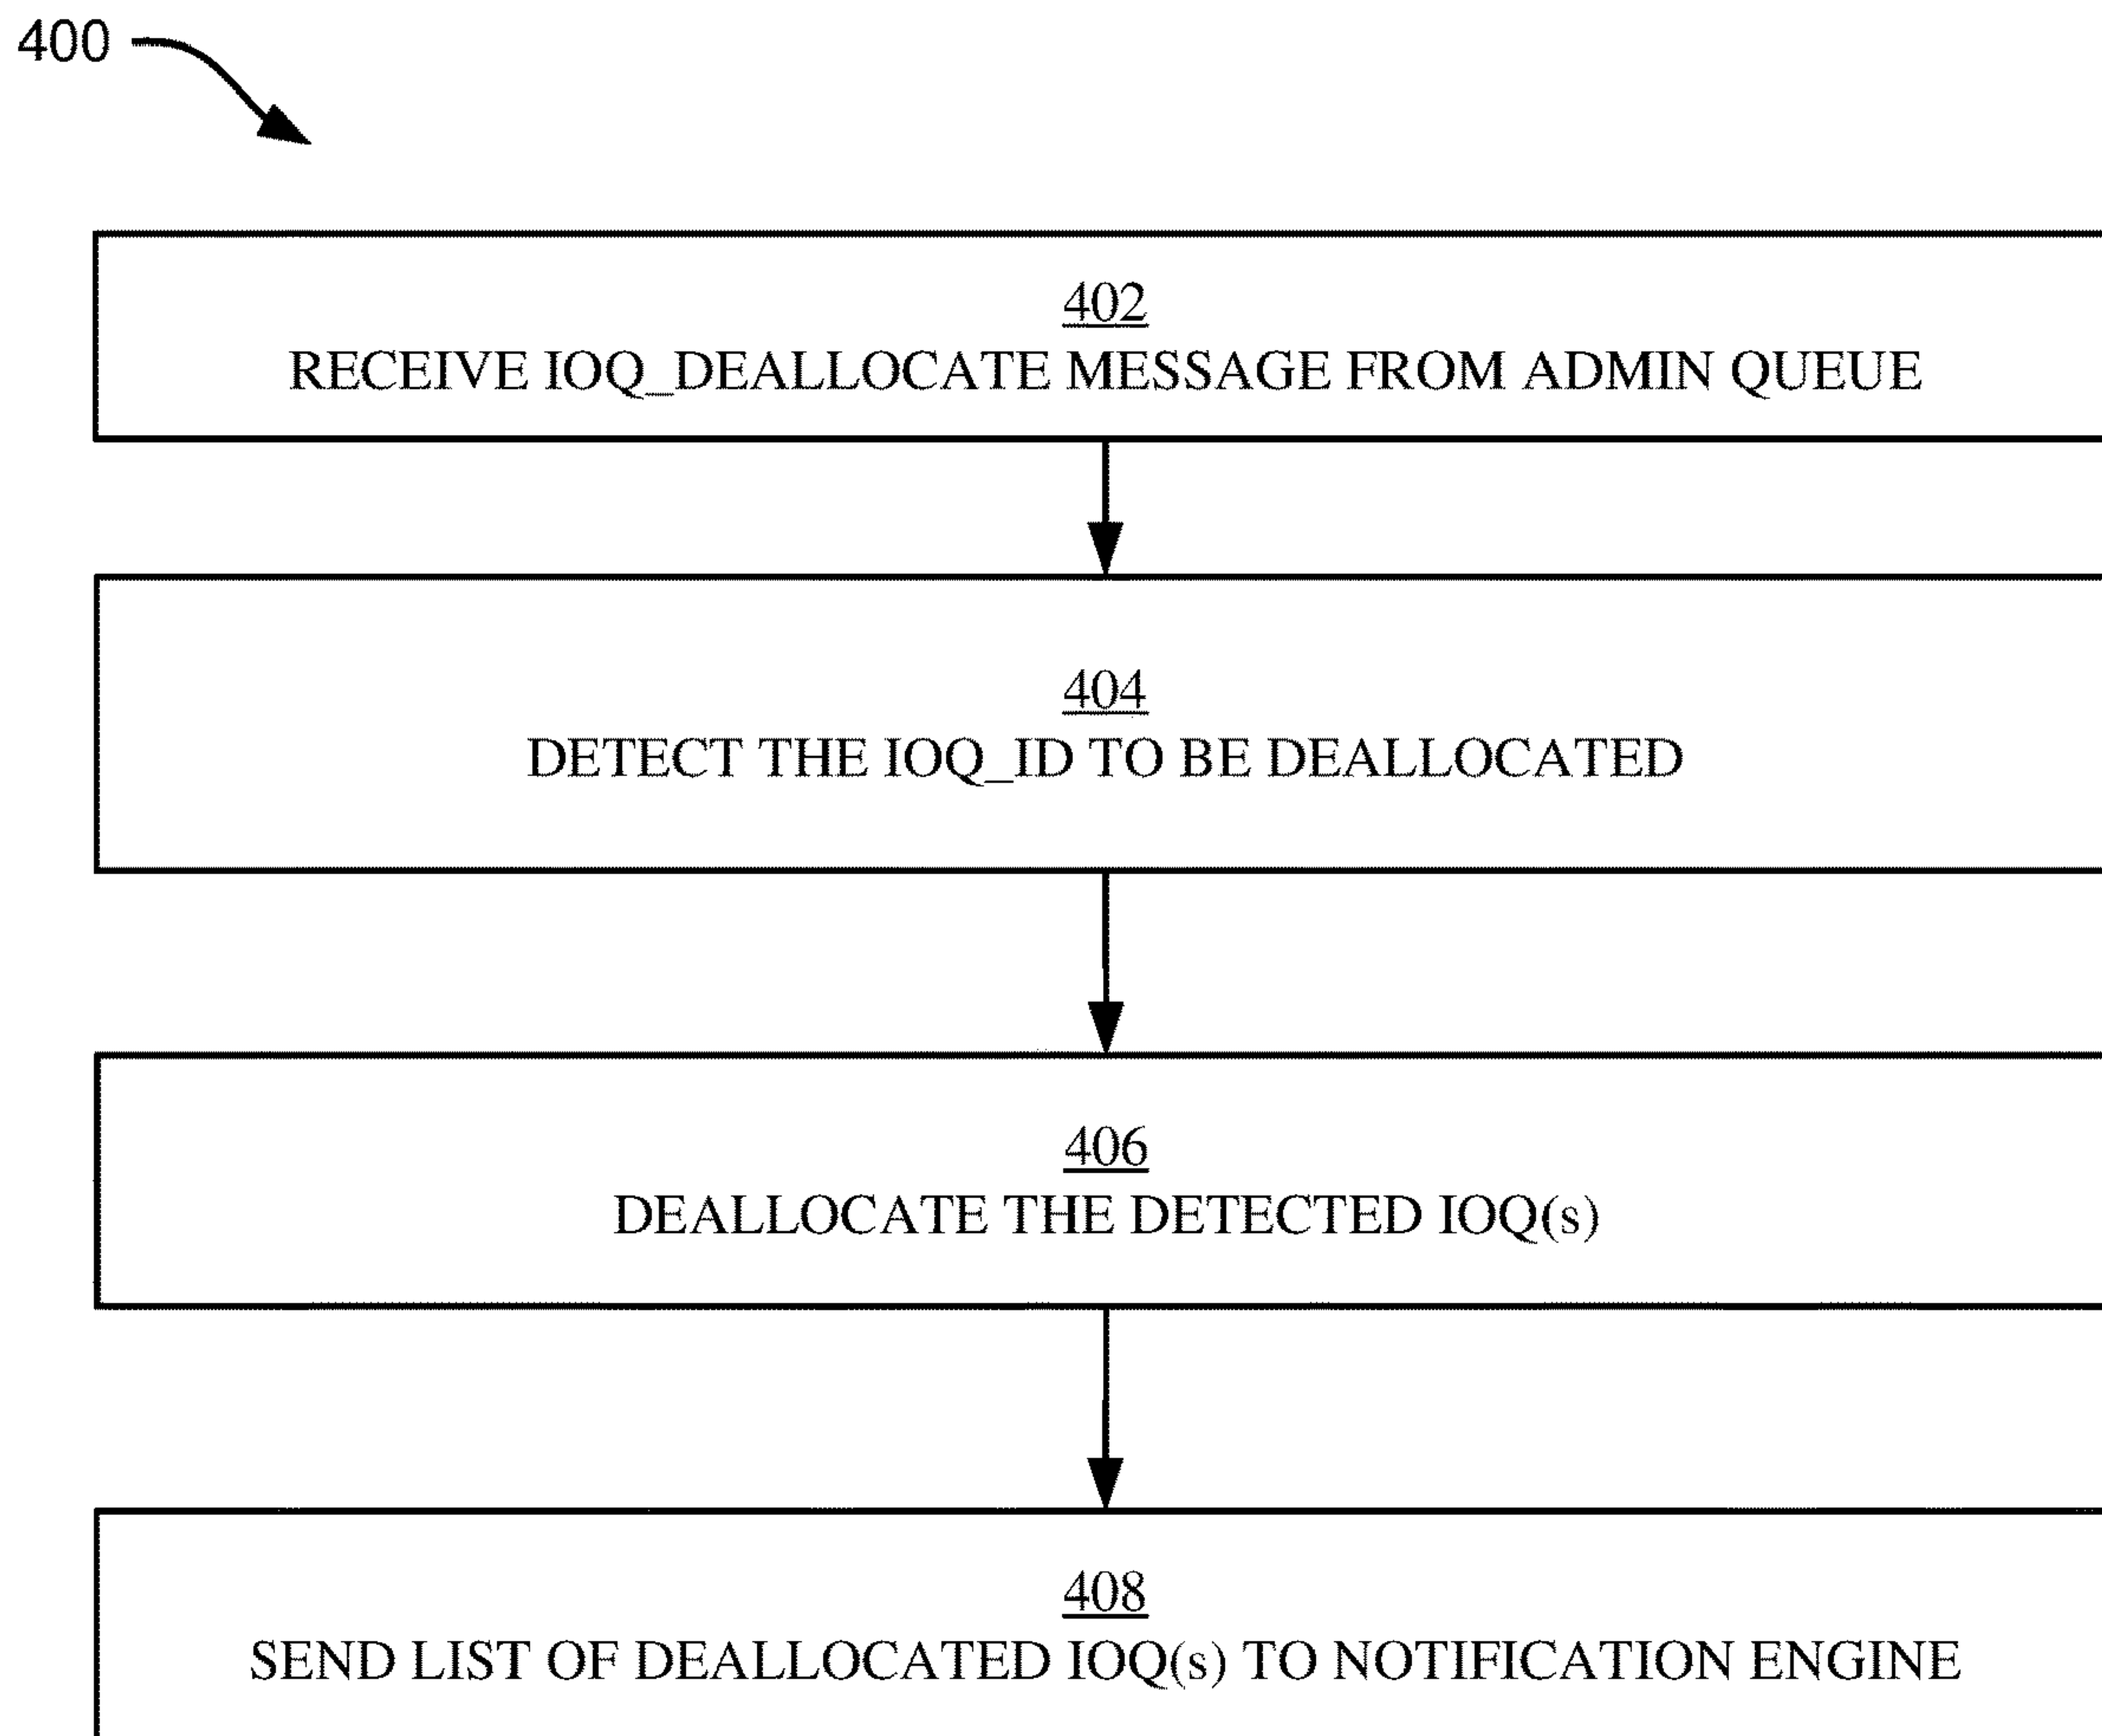 400
402
RECEIVE IOQ_DEALLOCATE MESSAGE FROM ADMIN QUEUE
404
DETECT THE IOQ_ID TO BE DEALLOCATED
406
DEALLOCATE THE DETECTED IOQ(s)
408
SEND LIST OF DEALLOCATED IOQ(s) TO NOTIFICATION ENGINE